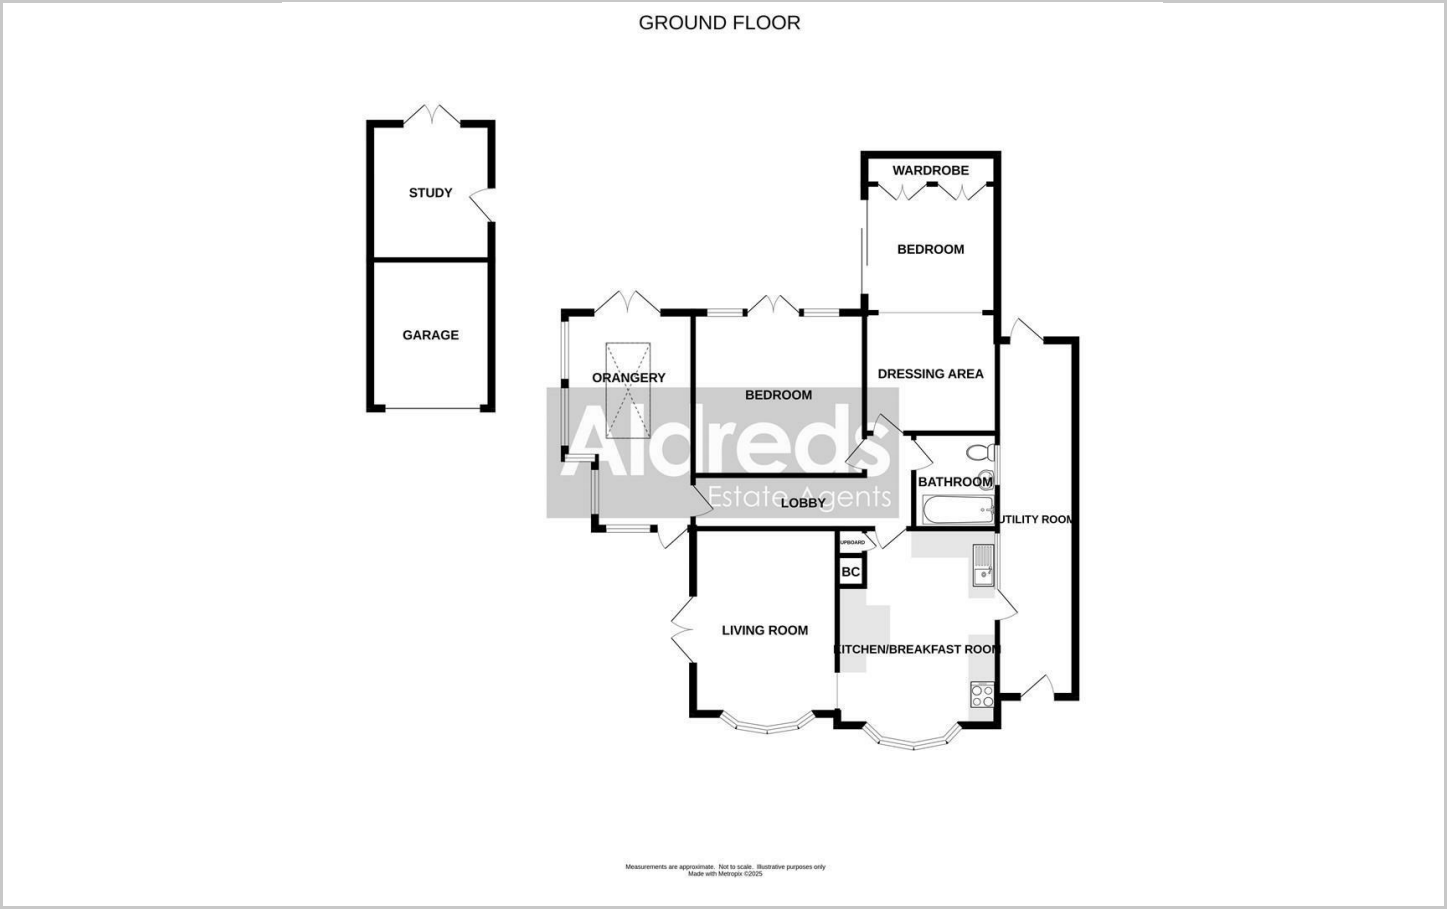 GROUND FLOOR
WARDROBE
STUDY
BEDROOM
GARAGE
DRESSING AREA
ORANGERY
BEDROOM
Aldreds
Estate Agents
BATHROOM
LOBBY
UTILITY ROOM
UPBOARD
BC
LIVING ROOM
KITCHEN/BREAKFAST ROOM
Measurements are approximate. Not to scale. Illustrative purposes only
Made with Metropix ©2025